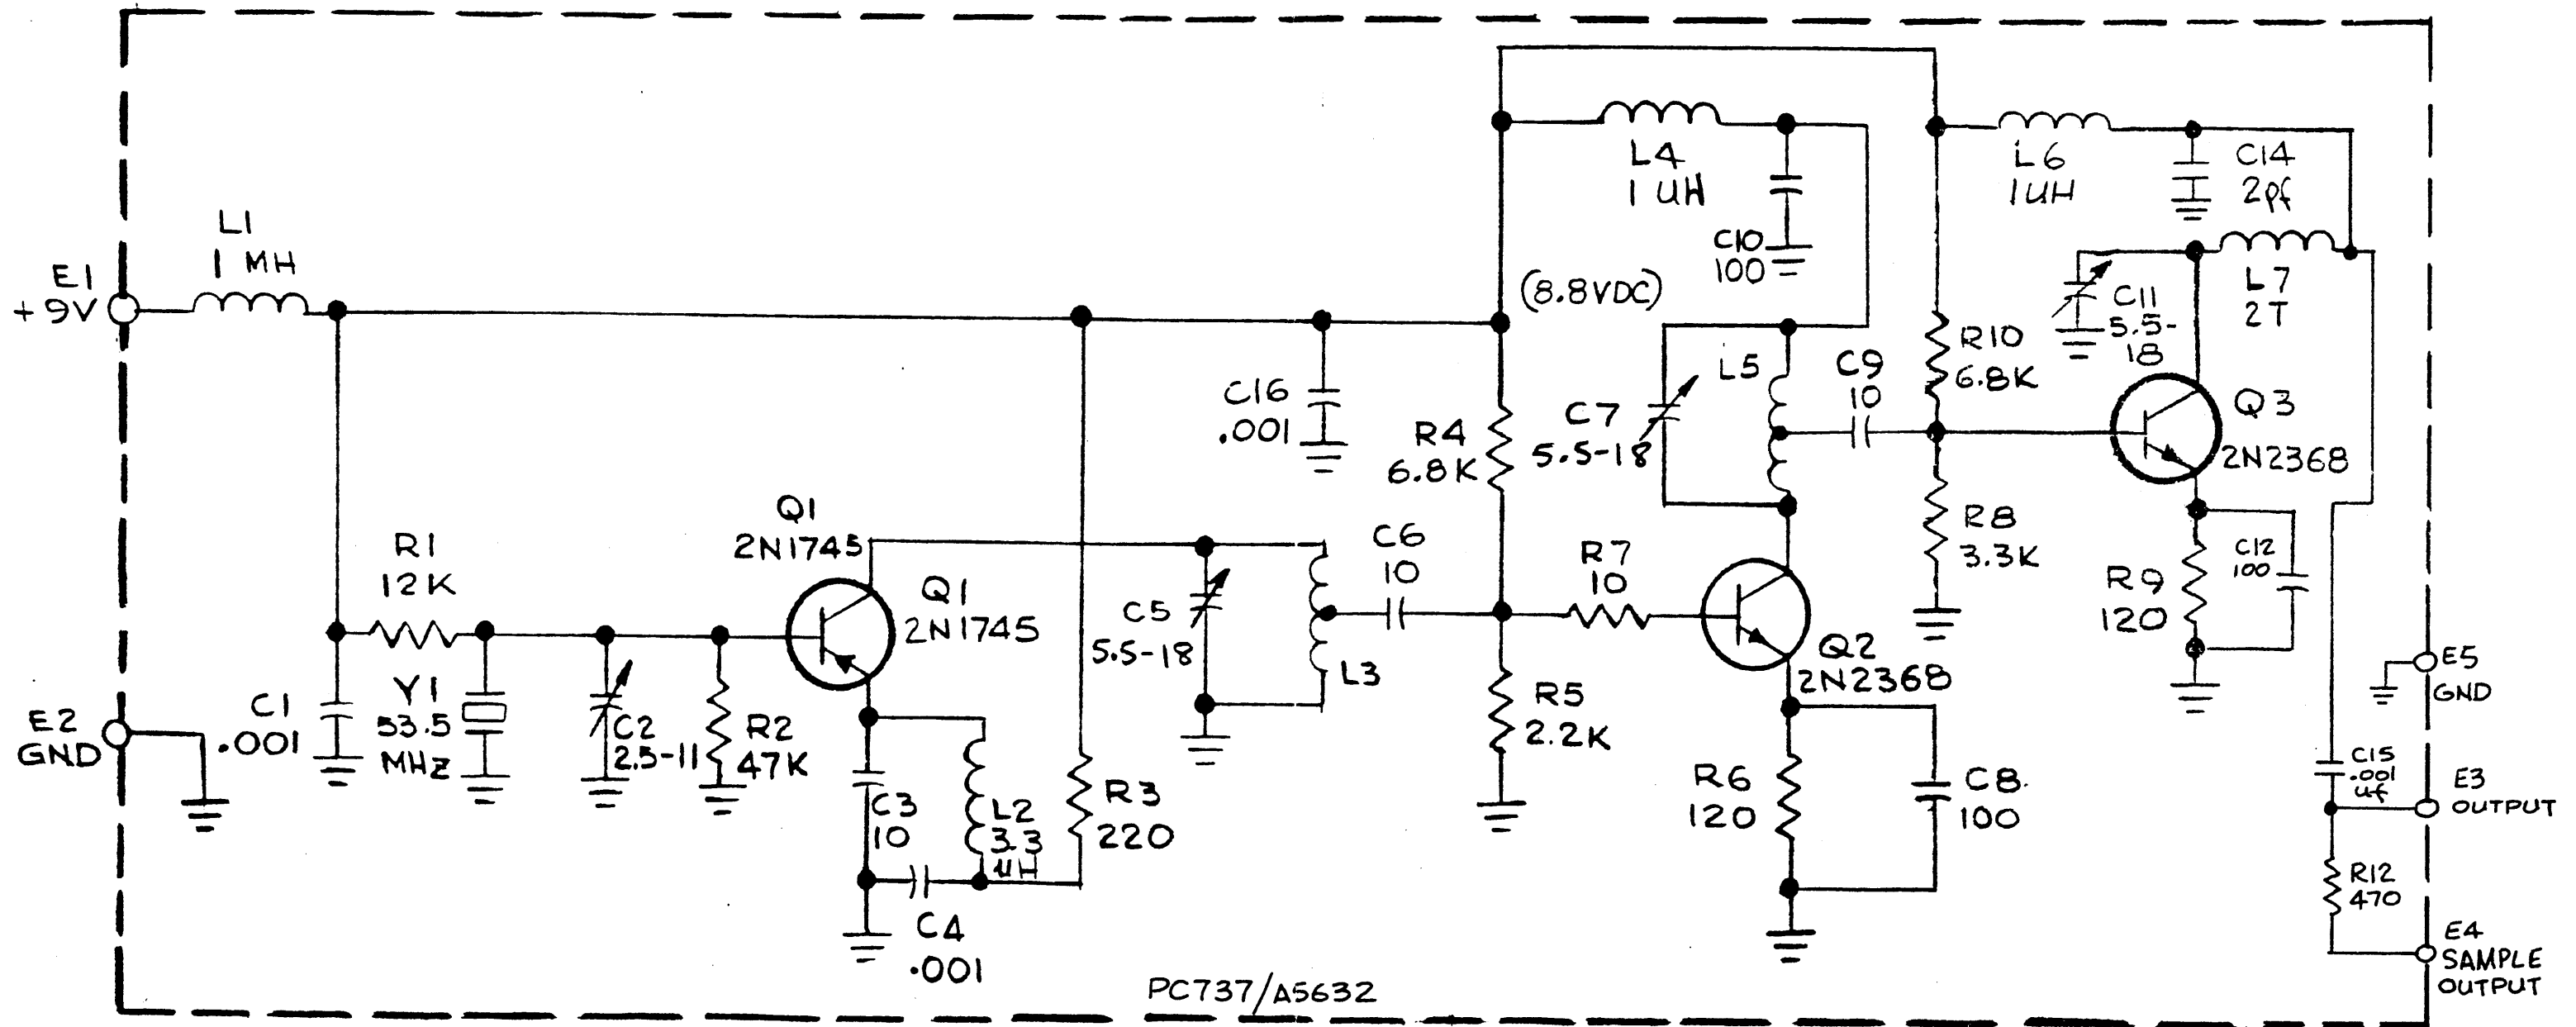 E1
+9V
L1
1 MH
E2
GND
C1
.001
R1
12K
Y1
53.5
MHz
C2
2.5-11
R2
47K
Q1
2N1745
Q1
2N1745
C3
10
L2
3.3
uH
C4
.001
R3
220
C5
5.5-18
L3
C16
.001
C6
10
R4
6.8K
R5
2.2K
(8.8VDC)
L4
1 UH
C10
100
C7
5.5-18
L5
C9
10
R7
10
Q2
2N2368
R6
120
C8
100
R10
6.8K
R8
3.3K
L6
1UH
C14
2pf
C11
5.5-
18
L7
2T
Q3
2N2368
R9
120
C12
100
E5
GND
C15
.001
uf
E3
OUTPUT
R12
470
E4
SAMPLE
OUTPUT
PC737/A5632